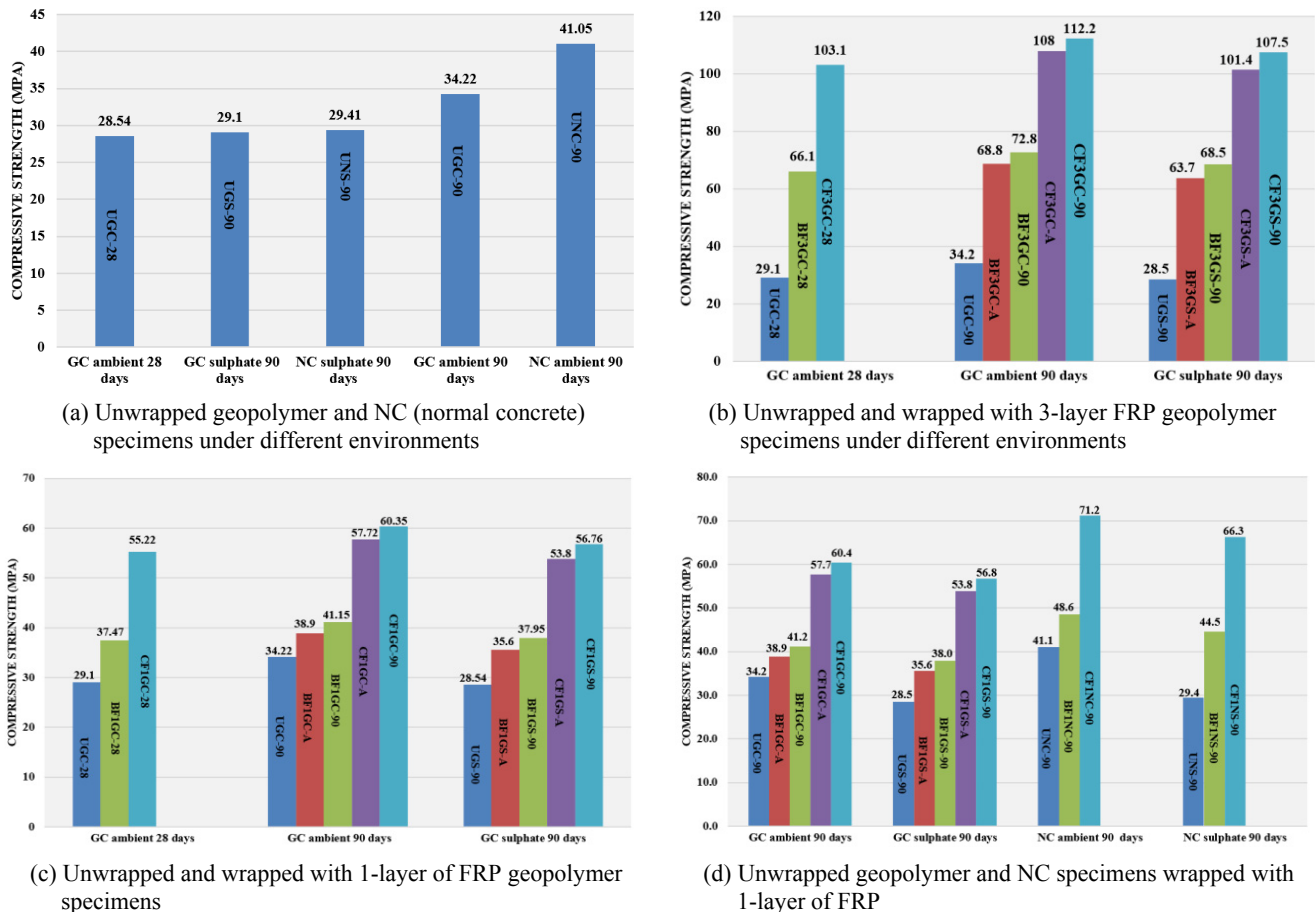 COMPRESSIVE STRENGTH (MPA)
45
40
35
30
25
20
15
10
5
0
28.54
29.1
29.41
34.22
41.05
UGC-28
UGS-90
UNS-90
UGC-90
UNC-90
GC ambient 28 days
GC sulphate 90 days
NC sulphate 90 days
GC ambient 90 days
NC ambient 90 days
(a) Unwrapped geopolymer and NC (normal concrete)
specimens under different environments
COMPRESSIVE STRENGTH (MPA)
120
100
80
60
40
20
0
29.1
66.1
103.1
34.2
68.8
72.8
108
112.2
28.5
63.7
68.5
101.4
107.5
UGC-28
BF3GC-28
CF3GC-28
UGC-90
BF3GC-A
BF3GC-90
CF3GC-A
CF3GC-90
UGS-90
BF3GS-A
BF3GS-90
CF3GS-A
CF3GS-90
GC ambient 28 days
GC ambient 90 days
GC sulphate 90 days
(b) Unwrapped and wrapped with 3-layer FRP geopolymer
specimens under different environments
COMPRESSIVE STRENGTH (MPA)
70
60
50
40
30
20
10
0
29.1
37.47
55.22
34.22
38.9
41.15
57.72
60.35
28.54
35.6
37.95
53.8
56.76
UGC-28
BF1GC-28
CF1GC-28
UGC-90
BF1GC-A
BF1GC-90
CF1GC-A
CF1GC-90
UGS-90
BF1GS-A
BF1GS-90
CF1GS-A
CF1GS-90
GC ambient 28 days
GC ambient 90 days
GC sulphate 90 days
(c) Unwrapped and wrapped with 1-layer of FRP geopolymer
specimens
COMPRESSIVE STRENGTH (MPA)
80.0
70.0
60.0
50.0
40.0
30.0
20.0
10.0
0.0
34.2
38.9
41.2
57.7
60.4
28.5
35.6
38.0
53.8
56.8
41.1
48.6
71.2
29.4
44.5
66.3
UGC-90
BF1GC-A
BF1GC-90
CF1GC-A
CF1GC-90
UGS-90
BF1GS-A
BF1GS-90
CF1GS-A
CF1GS-90
UNC-90
BF1NC-90
CF1NC-90
UNS-90
BF1NS-90
CF1NS-90
GC ambient 90 days
GC sulphate 90 days
NC ambient 90 days
NC sulphate 90 days
(d) Unwrapped geopolymer and NC specimens wrapped with
1-layer of FRP